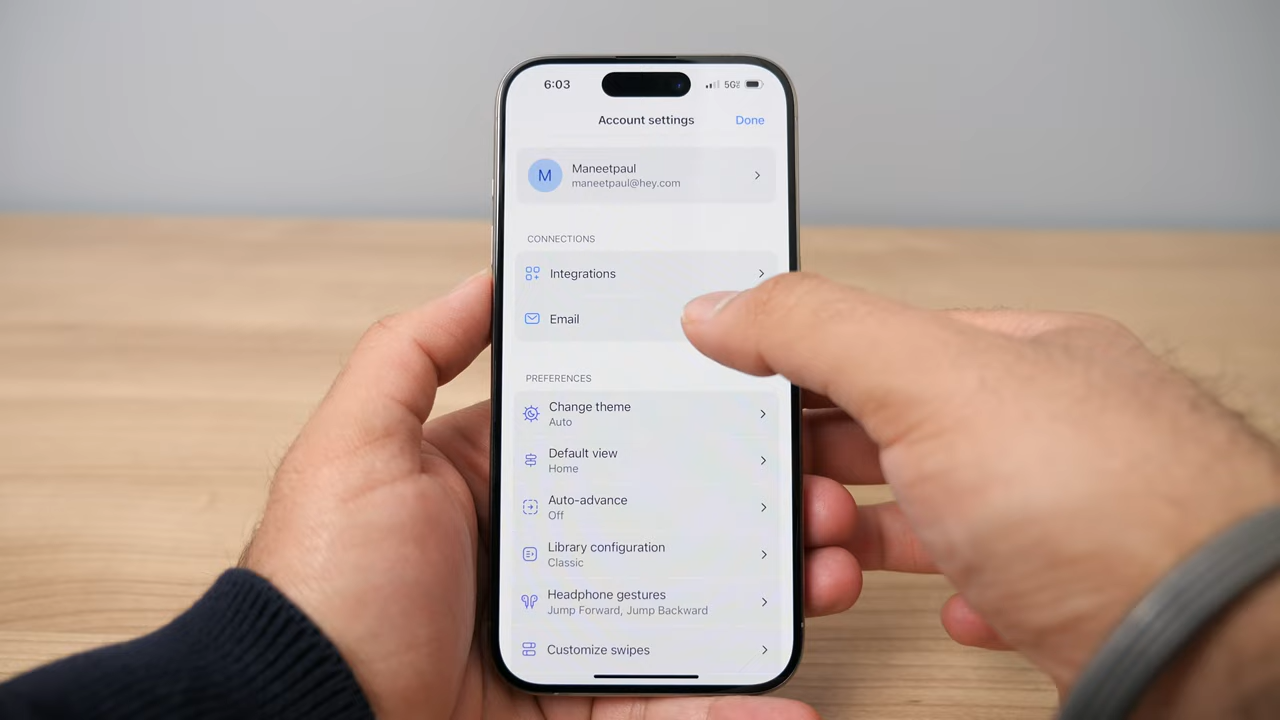 6:03
5G
Account settings
Done
M
Maneetpaul
maneetpaul@hey.com
CONNECTIONS
Integrations
Email
PREFERENCES
Change theme
Auto
Default view
Home
Auto-advance
Off
Library configuration
Classic
Headphone gestures
Jump Forward, Jump Backward
Customize swipes